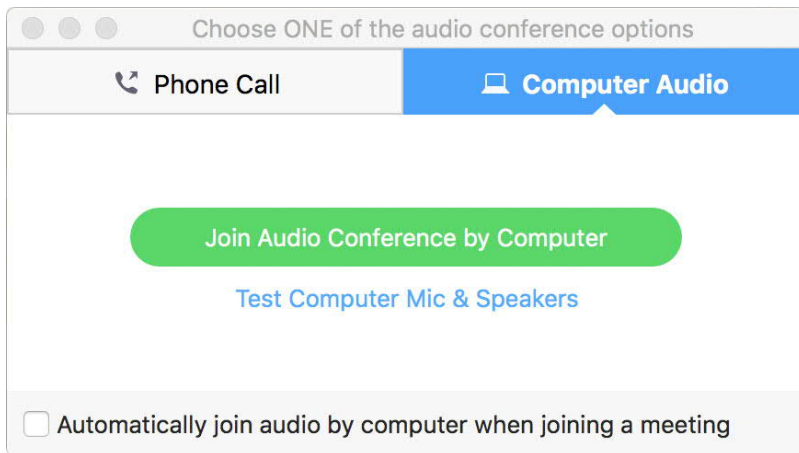 Choose ONE of the audio conference options
Phone Call
Computer Audio
Join Audio Conference by Computer
Test Computer Mic & Speakers
Automatically join audio by computer when joining a meeting